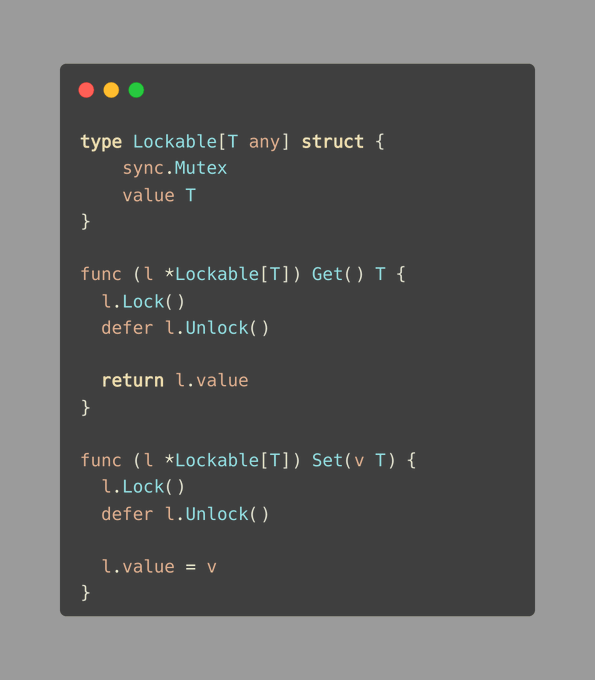 type Lockable[T any] struct {
    sync.Mutex
    value T
}

func (l *Lockable[T]) Get() T {
  l.Lock()
  defer l.Unlock()

  return l.value
}

func (l *Lockable[T]) Set(v T) {
  l.Lock()
  defer l.Unlock()

  l.value = v
}